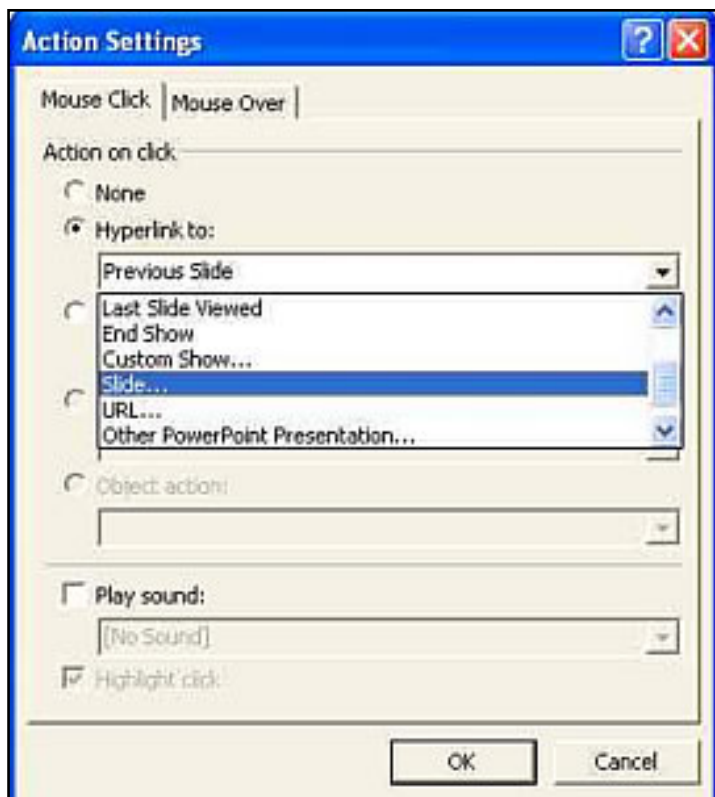 Action Settings
Mouse Click Mouse Over
Action on click
None
Hyperlink to:
Previous Slide
Last Slide Viewed
End Show
Custom Show...
Slide...
URL...
Other PowerPoint Presentation...
Object action:
Play sound:
[No Sound]
Highlight click
OK Cancel